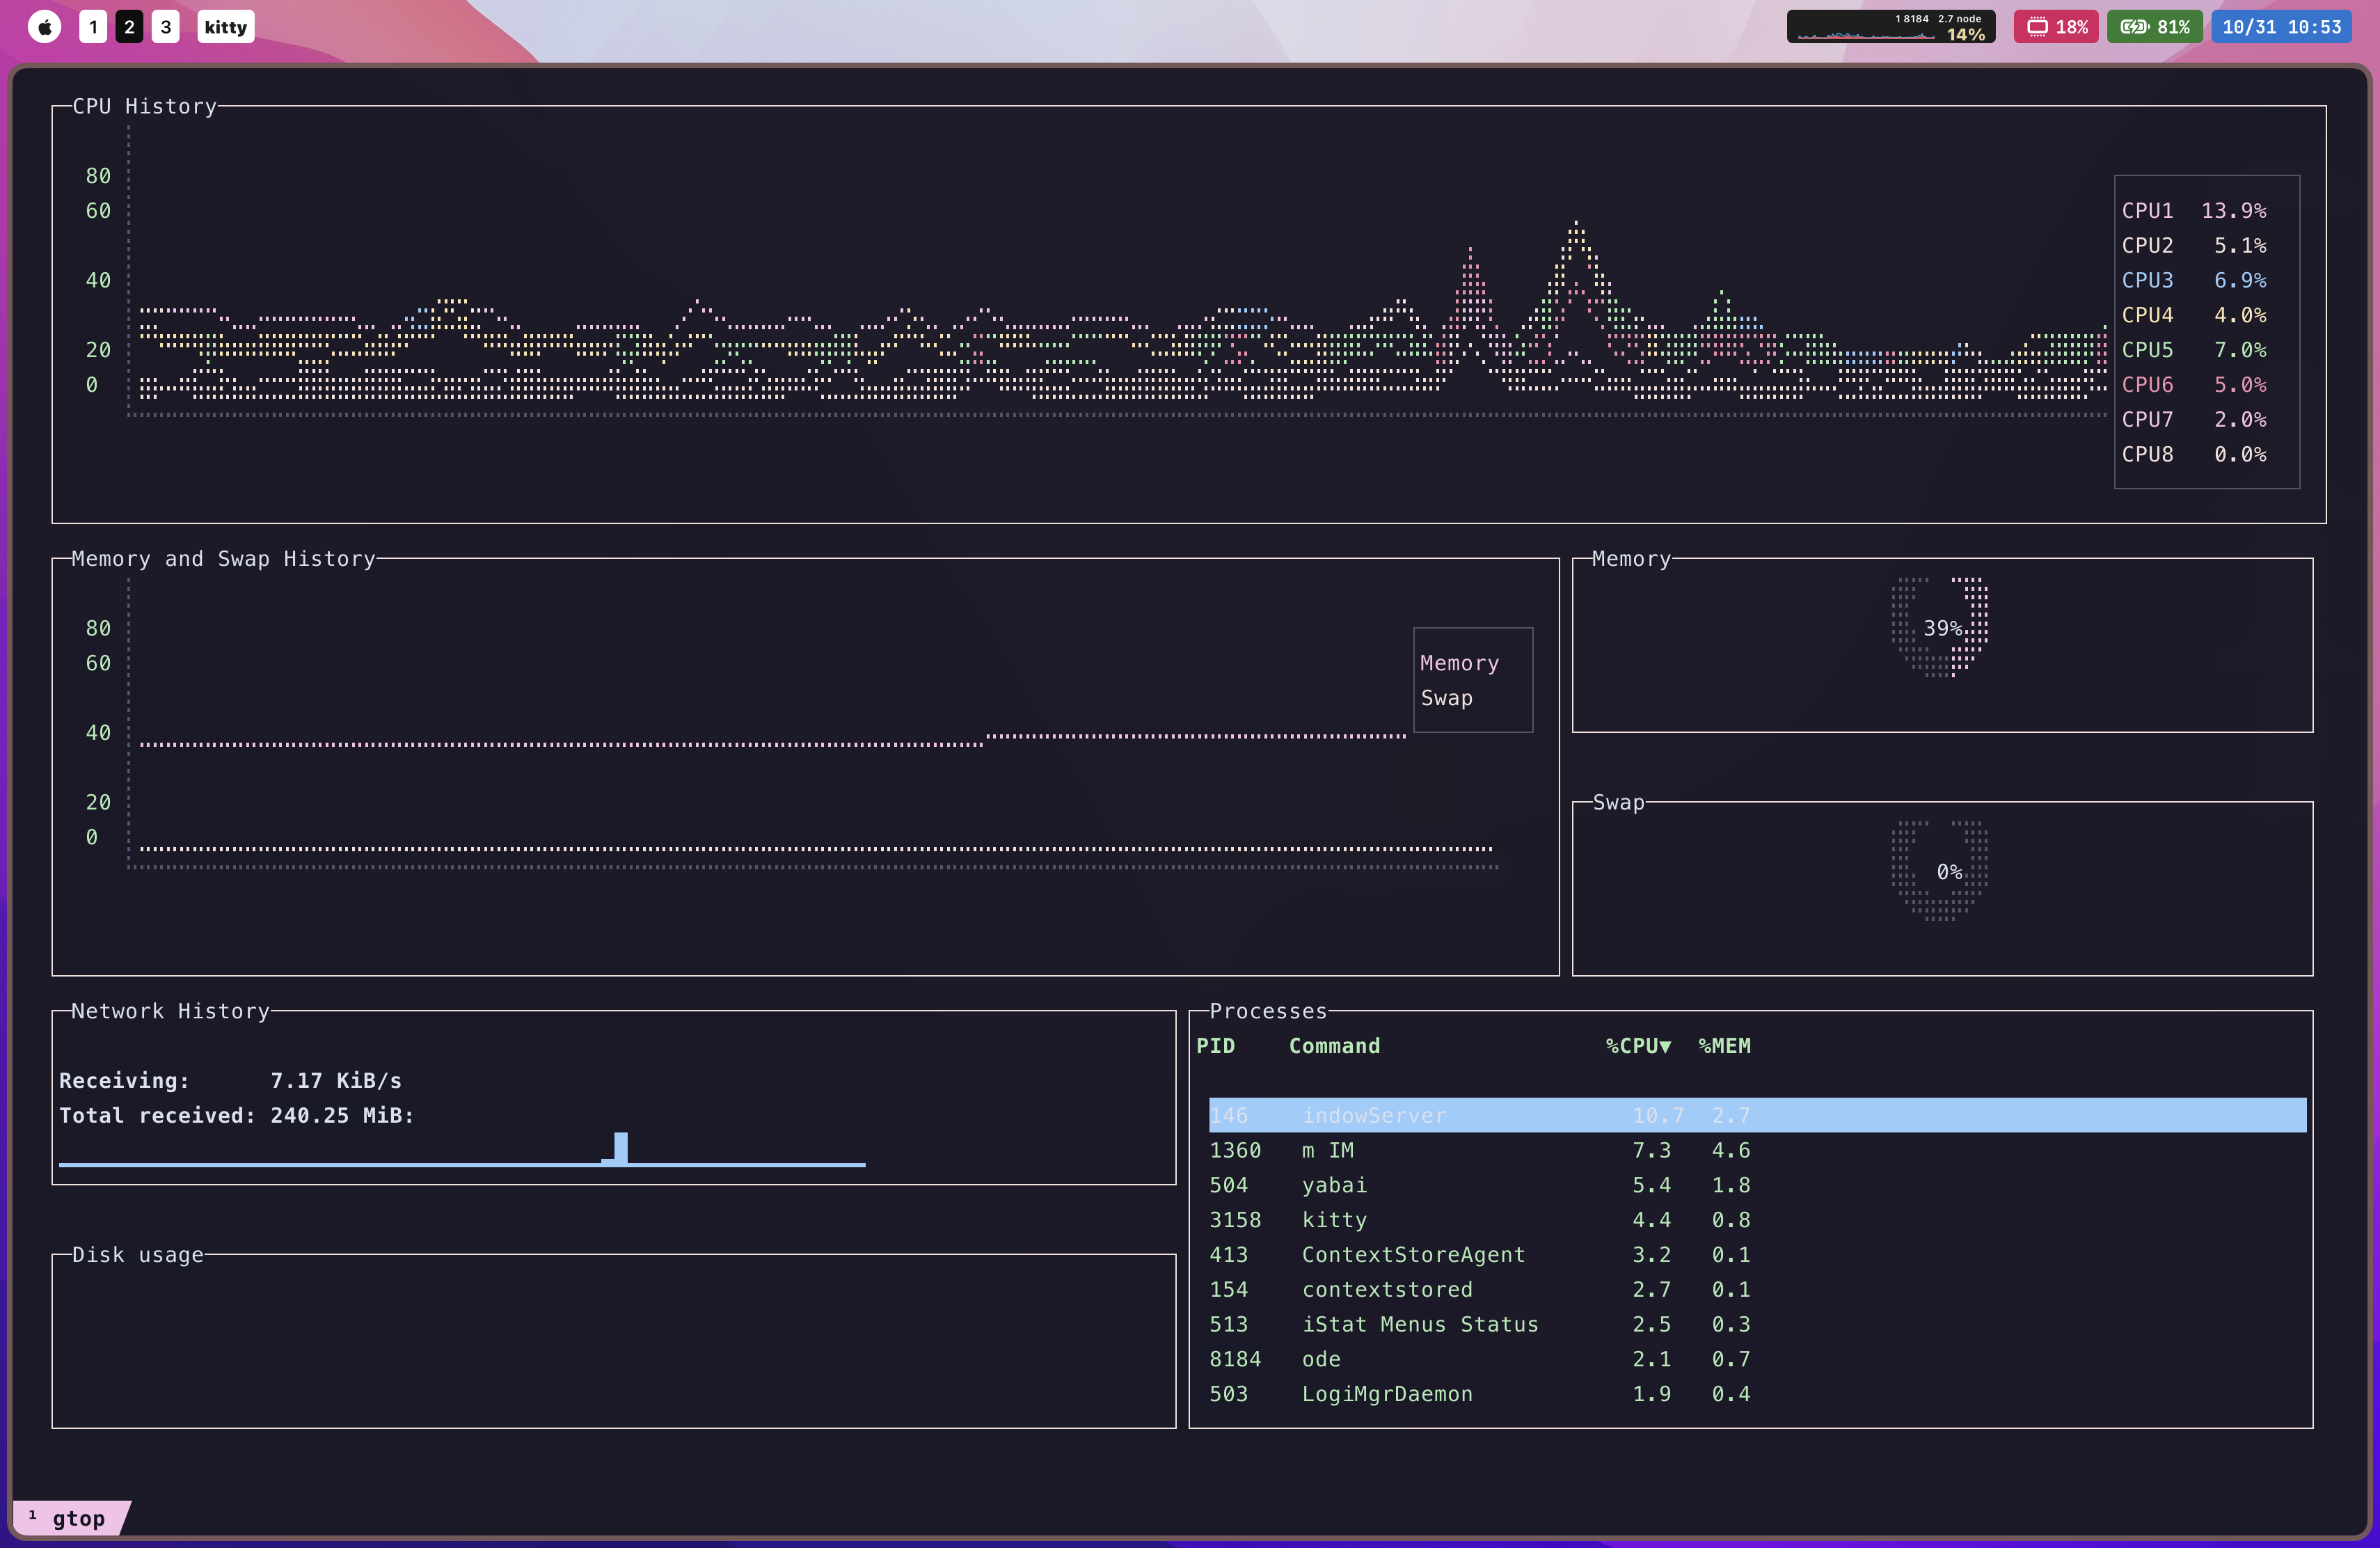 1 2 3 kitty
1 8184 2.7 node
14%
18% 81% 10/31 10:53
CPU History
80
60
40
20
0
CPU1 13.9%
CPU2 5.1%
CPU3 6.9%
CPU4 4.0%
CPU5 7.0%
CPU6 5.0%
CPU7 2.0%
CPU8 0.0%
Memory and Swap History
80
60
40
20
0
Memory
Swap
Memory
39%
Swap
0%
Network History
Receiving: 7.17 KiB/s
Total received: 240.25 MiB:
Disk usage
Processes
PID Command %CPU▼ %MEM
146 indowServer 10.7 2.7
1360 m IM 7.3 4.6
504 yabai 5.4 1.8
3158 kitty 4.4 0.8
413 ContextStoreAgent 3.2 0.1
154 contextstored 2.7 0.1
513 iStat Menus Status 2.5 0.3
8184 ode 2.1 0.7
503 LogiMgrDaemon 1.9 0.4
¹ gtop